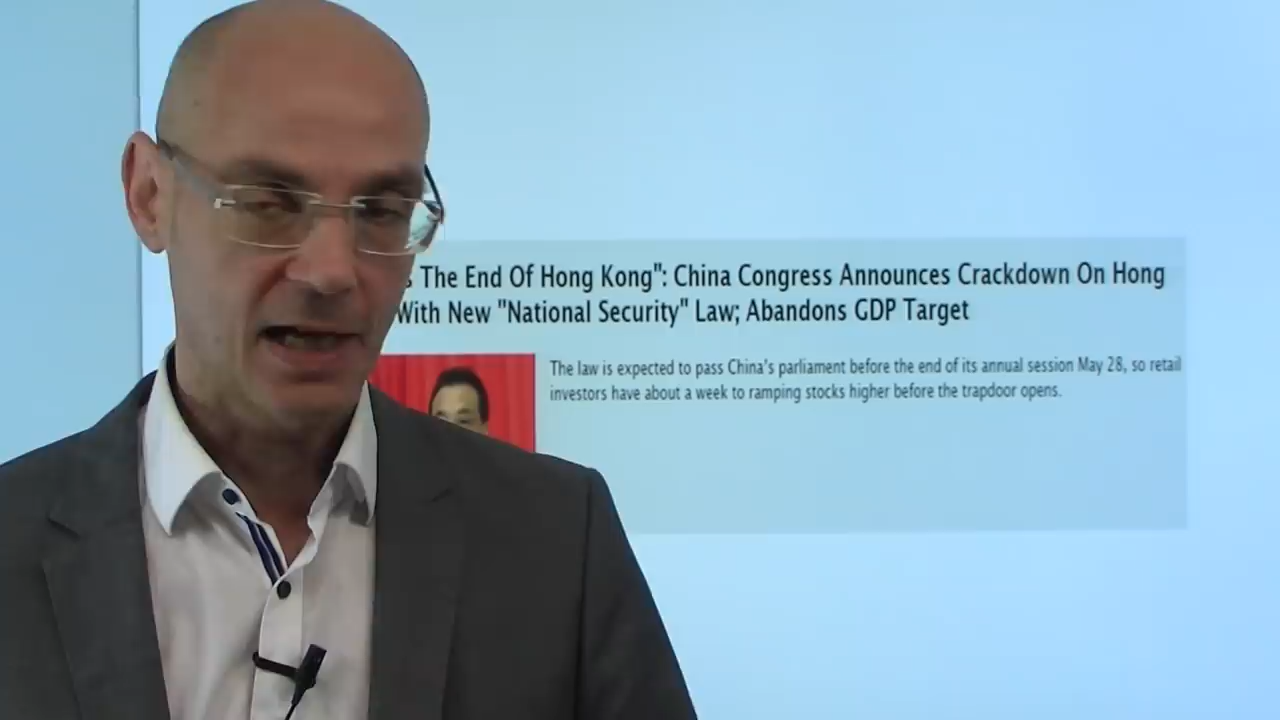 The End Of Hong Kong": China Congress Announces Crackdown On Hong
With New "National Security" Law; Abandons GDP Target
The law is expected to pass China's parliament before the end of its annual session May 28, so retail
investors have about a week to ramping stocks higher before the trapdoor opens.